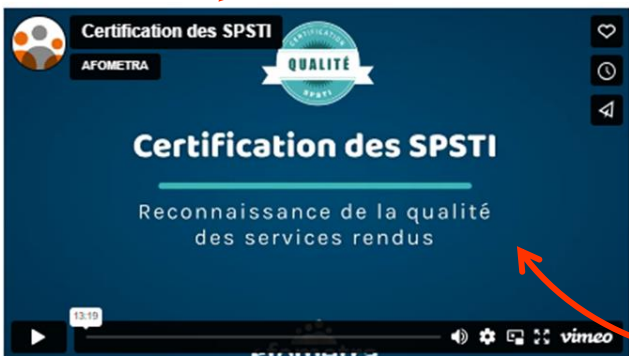 Certification des SPSTI
AFOMETRA
CERTIFICATION
QUALITÉ
SPSTI
Certification des SPSTI
Reconnaissance de la qualité
des services rendus
13:19
vimeo